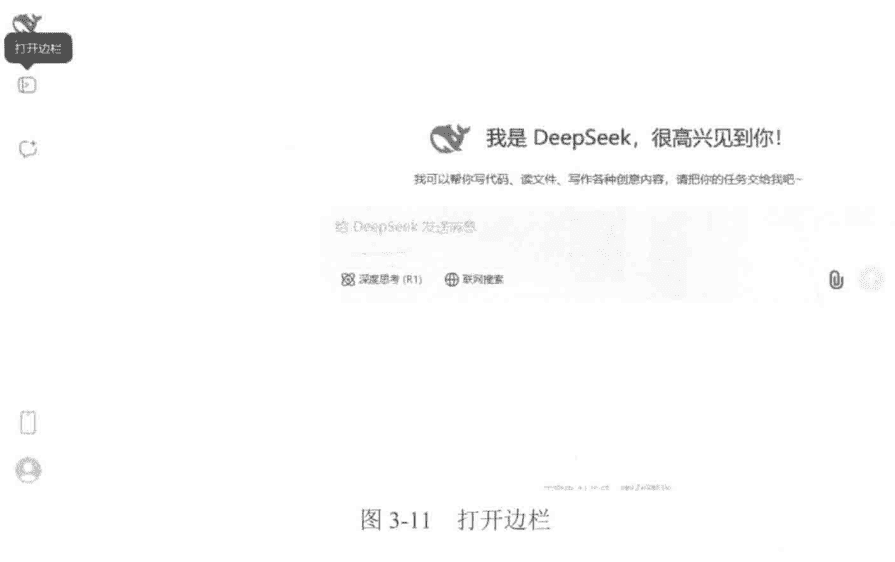 打开边栏
我是 DeepSeek，很高兴见到你！
我可以帮你写代码、读文件、写作各种创意内容，请把你的任务交给我吧~
给 DeepSeek 发送消息
深度思考 (R1) 联网搜索
图 3-11 打开边栏